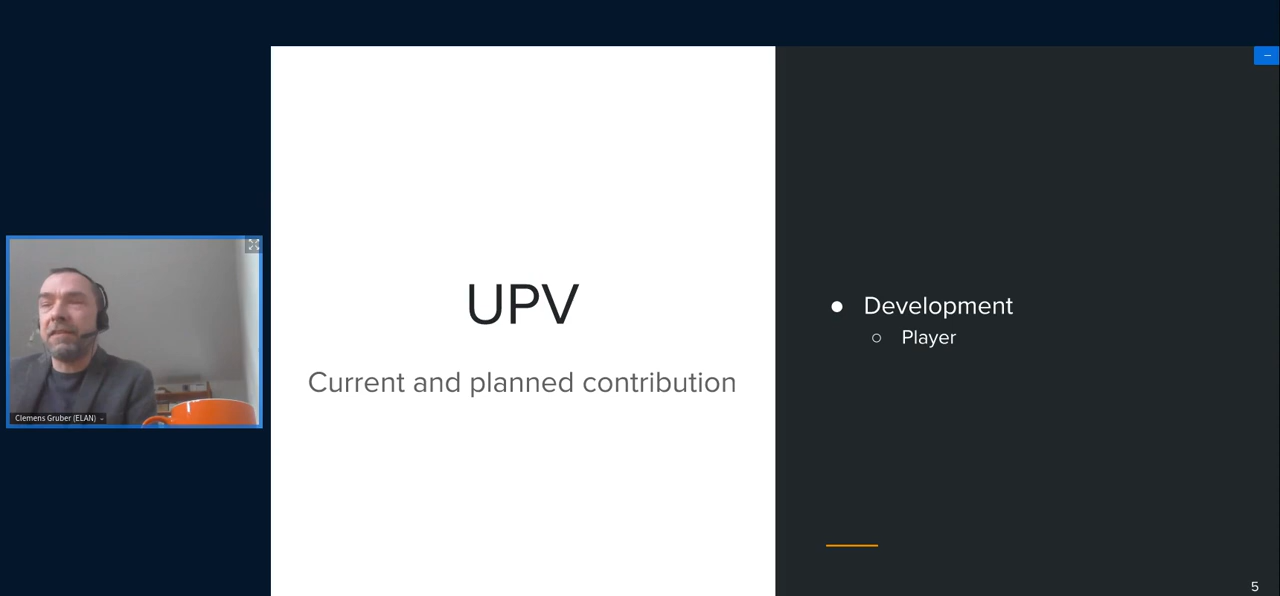 UPV
Current and planned contribution
Development
Player
Clemens Gruber (ELAN)
5